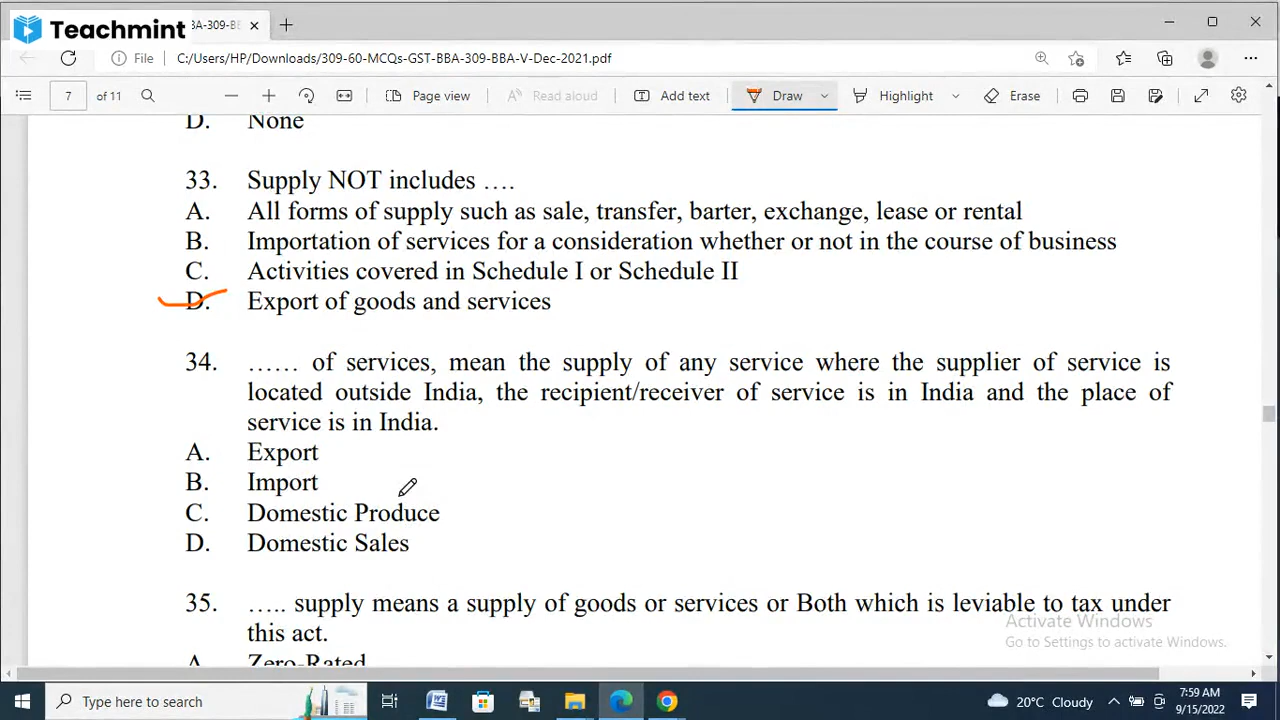 Teachmint
BA-309-BB
File
C:/Users/HP/Downloads/309-60-MCQs-GST-BBA-309-BBA-V-Dec-2021.pdf
7 of 11
Page view
Read aloud
Add text
Draw
Highlight
Erase
D. None
33. Supply NOT includes ….
A. All forms of supply such as sale, transfer, barter, exchange, lease or rental
B. Importation of services for a consideration whether or not in the course of business
C. Activities covered in Schedule I or Schedule II
D. Export of goods and services
34. …… of services, mean the supply of any service where the supplier of service is
located outside India, the recipient/receiver of service is in India and the place of
service is in India.
A. Export
B. Import
C. Domestic Produce
D. Domestic Sales
35. ….. supply means a supply of goods or services or Both which is leviable to tax under
this act.
A. Zero-Rated
Activate Windows
Go to Settings to activate Windows.
Type here to search
20°C Cloudy
7:59 AM
9/15/2022